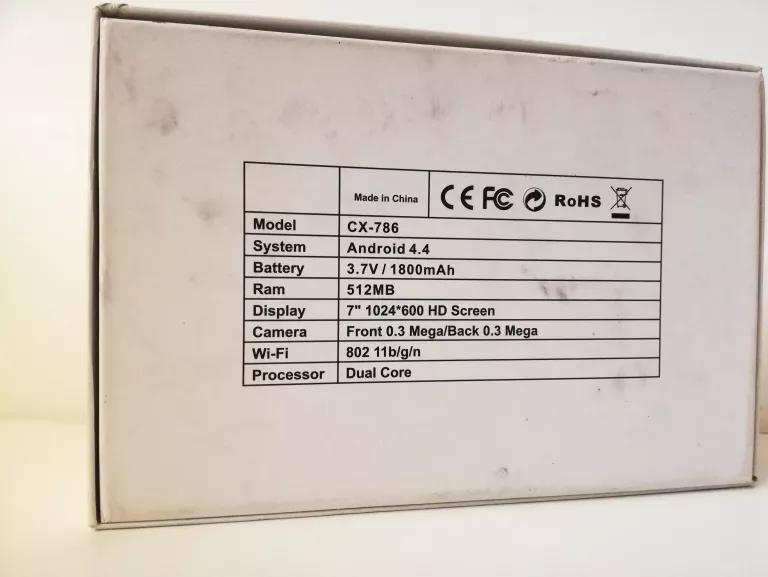 Made in China CE FC RoHS
Model CX-786
System Android 4.4
Battery 3.7V / 1800mAh
Ram 512MB
Display 7" 1024*600 HD Screen
Camera Front 0.3 Mega/Back 0.3 Mega
Wi-Fi 802 11b/g/n
Processor Dual Core